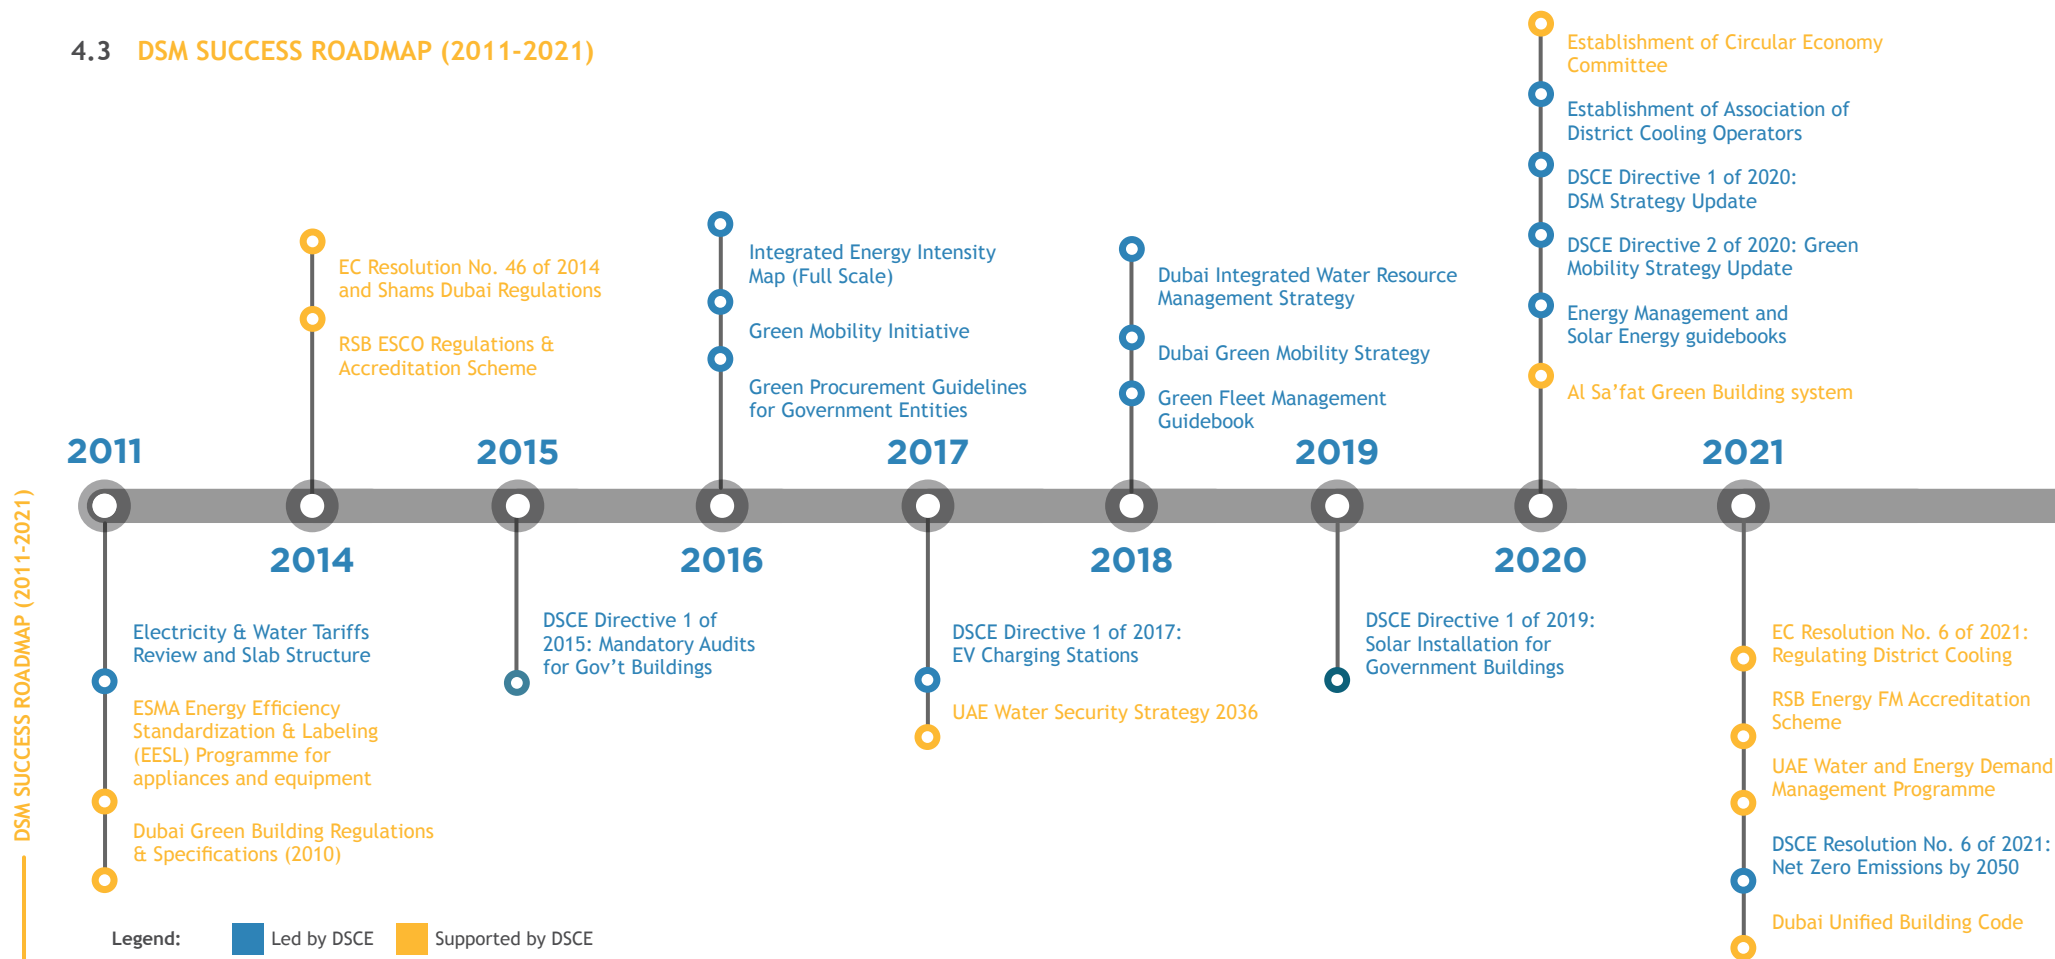 4.3 DSM SUCCESS ROADMAP (2011-2021)
Establishment of Circular Economy
Committee
Establishment of Association of
District Cooling Operators
DSCE Directive 1 of 2020:
DSM Strategy Update
DSCE Directive 2 of 2020: Green
Mobility Strategy Update
Energy Management and
Solar Energy guidebooks
Al Sa’fat Green Building system
EC Resolution No. 46 of 2014
and Shams Dubai Regulations
RSB ESCO Regulations &
Accreditation Scheme
Integrated Energy Intensity
Map (Full Scale)
Green Mobility Initiative
Green Procurement Guidelines
for Government Entities
Dubai Integrated Water Resource
Management Strategy
Dubai Green Mobility Strategy
Green Fleet Management
Guidebook
2011
2015
2017
2019
2021
2014
2016
2018
2020
DSM SUCCESS ROADMAP (2011-2021)
Electricity & Water Tariffs
Review and Slab Structure
ESMA Energy Efficiency
Standardization & Labeling
(EESL) Programme for
appliances and equipment
Dubai Green Building Regulations
& Specifications (2010)
DSCE Directive 1 of
2015: Mandatory Audits
for Gov’t Buildings
DSCE Directive 1 of 2017:
EV Charging Stations
UAE Water Security Strategy 2036
DSCE Directive 1 of 2019:
Solar Installation for
Government Buildings
EC Resolution No. 6 of 2021:
Regulating District Cooling
RSB Energy FM Accreditation
Scheme
UAE Water and Energy Demand
Management Programme
DSCE Resolution No. 6 of 2021:
Net Zero Emissions by 2050
Dubai Unified Building Code
Legend:
Led by DSCE
Supported by DSCE